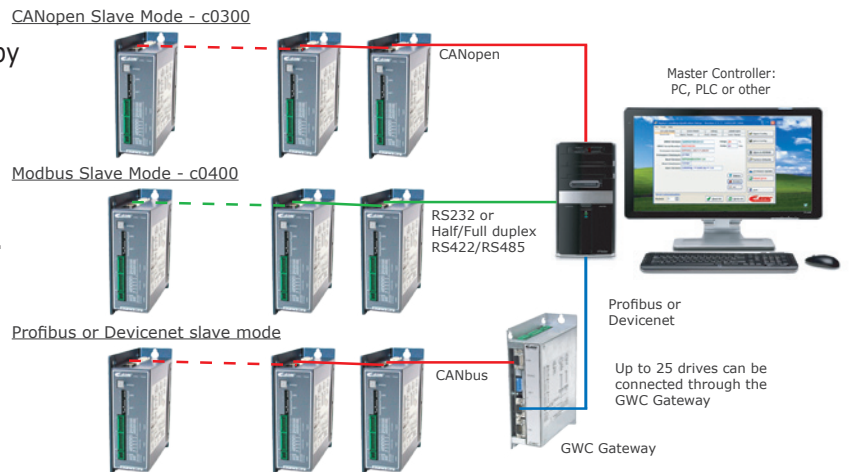 CANopen Slave Mode - c0300
by
CANopen
Master Controller:
PC, PLC or other
Modbus Slave Mode - c0400
RS232 or
Half/Full duplex
RS422/RS485
Profibus or
Devicenet
Profibus or Devicenet slave mode
CANbus
Up to 25 drives can be
connected through the
GWC Gateway
GWC Gateway